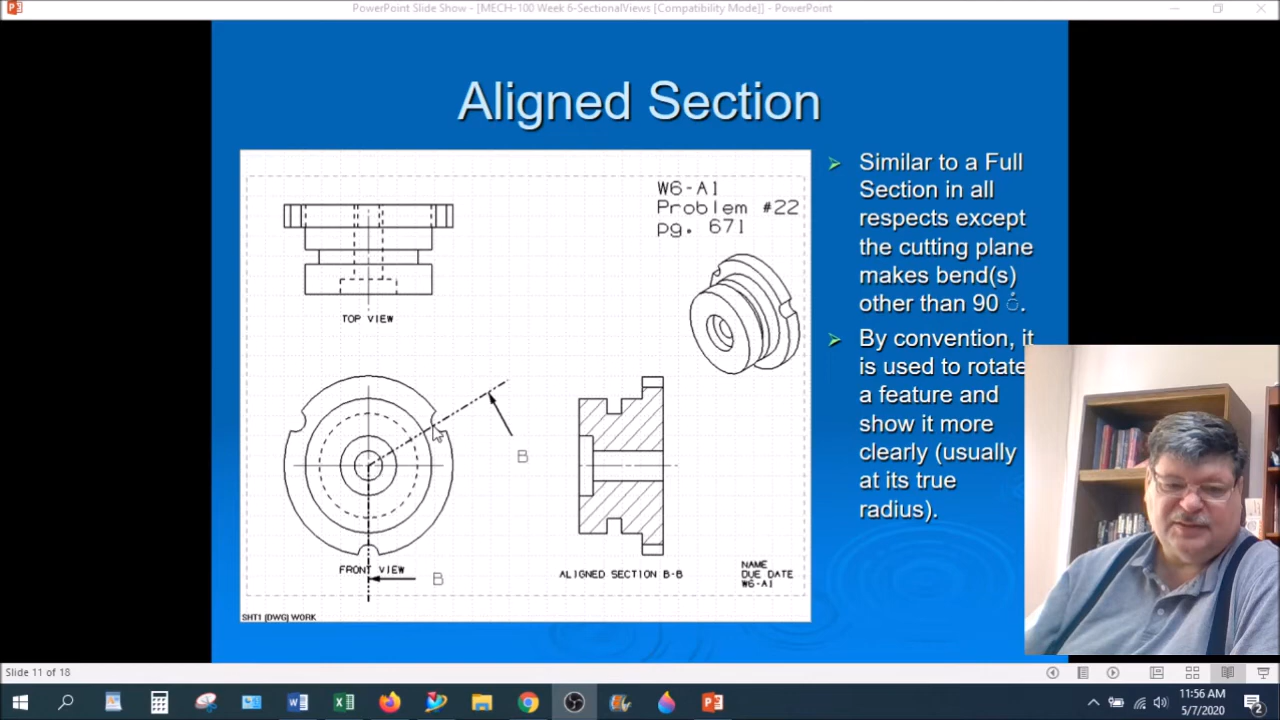 PowerPoint Slide Show - [MECH-100 Week 6-SectionalViews [Compatibility Mode]] - PowerPoint
Aligned Section
W6-A1
Problem #22
pg. 671
TOP VIEW
B
FRONT VIEW
B
ALIGNED SECTION B-B
NAME
DUE DATE
W6-A1
SHT1 [DWG] WORK
➢ Similar to a Full
Section in all
respects except
the cutting plane
makes bend(s)
other than 90 ់.
➢ By convention, it
is used to rotate
a feature and
show it more
clearly (usually
at its true
radius).
Slide 11 of 18
11:56 AM
5/7/2020
2